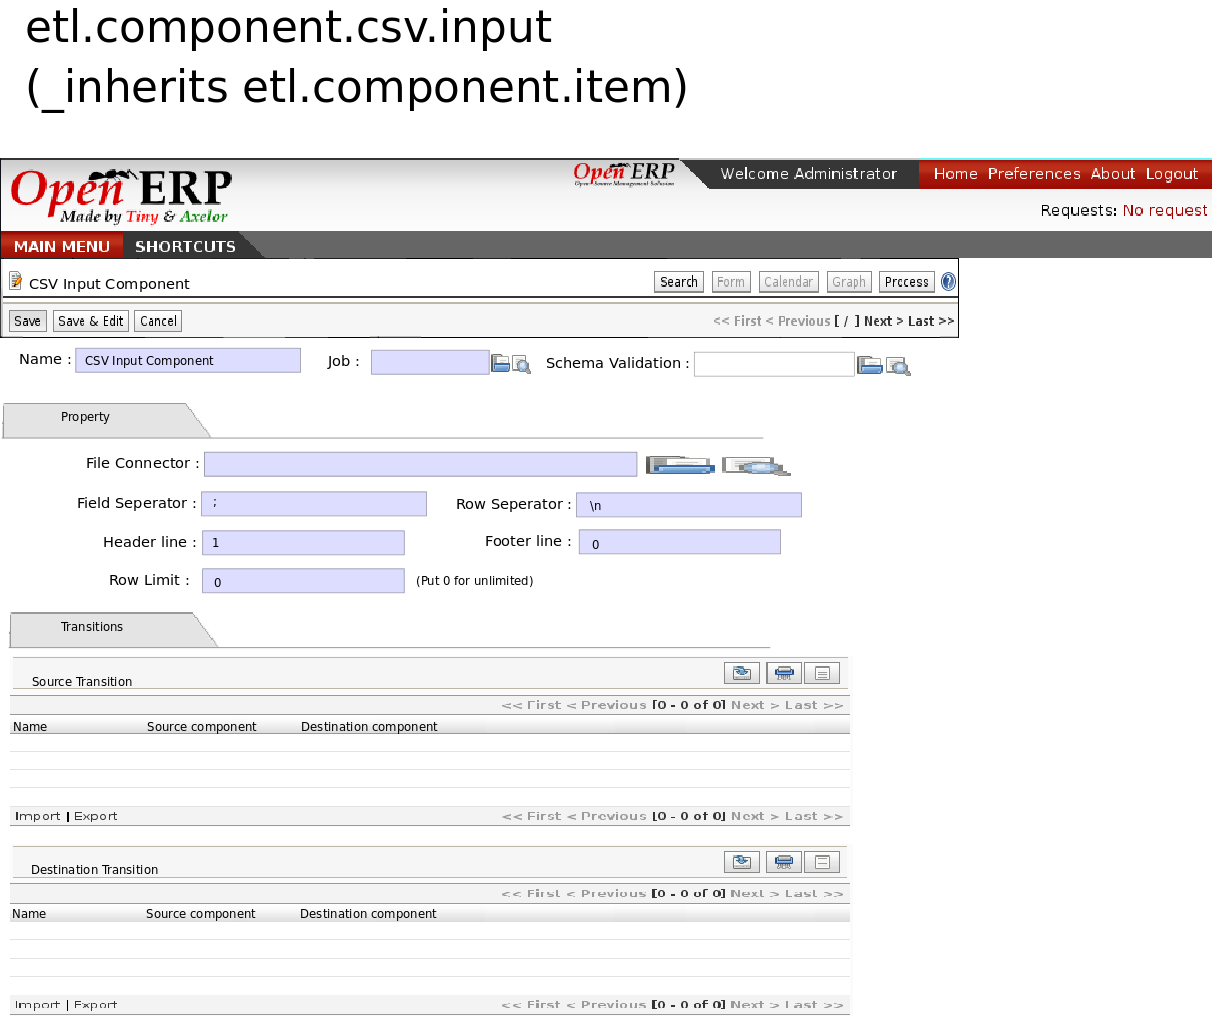 etl.component.csv.input
(_inherits etl.component.item)
Open ERP
Made by Tiny & Axelor
Open ERP
Open Source Management Solution
Welcome Administrator
Home Preferences About Logout
Requests: No request
MAIN MENU SHORTCUTS
CSV Input Component
Search Form Calendar Graph Process ?
Save Save & Edit Cancel
<< First < Previous [ / ] Next > Last >>
Name : CSV Input Component Job : Schema Validation :
Property
File Connector :
Field Seperator : ; Row Seperator : \n
Header line : 1 Footer line : 0
Row Limit : 0 (Put 0 for unlimited)
Transitions
Source Transition
<< First < Previous [0 - 0 of 0] Next > Last >>
Name Source component Destination component
Import | Export << First < Previous [0 - 0 of 0] Next > Last >>
Destination Transition
<< First < Previous [0 - 0 of 0] Next > Last >>
Name Source component Destination component
Import | Export << First < Previous [0 - 0 of 0] Next > Last >>